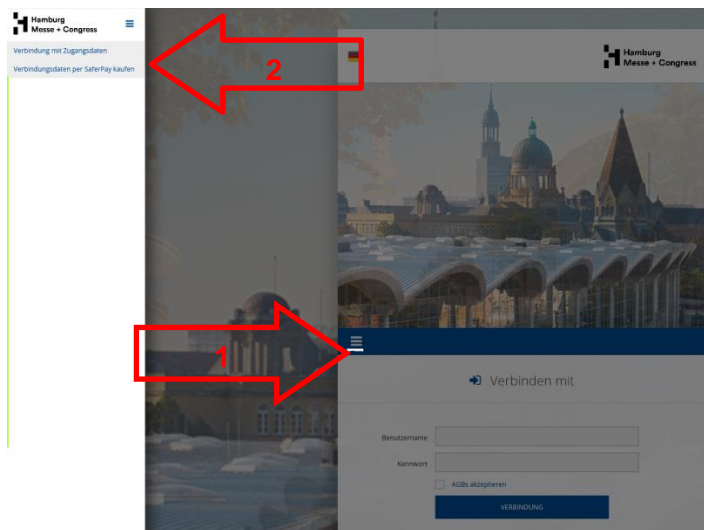 Hamburg
Messe + Congress
Verbindung mit Zugangsdaten
Verbindungsdaten per SaferPay kaufen
2
Hamburg
Messe + Congress
1
Verbinden mit
Benutzername
Kennwort
AGBs akzeptieren
VERBINDUNG